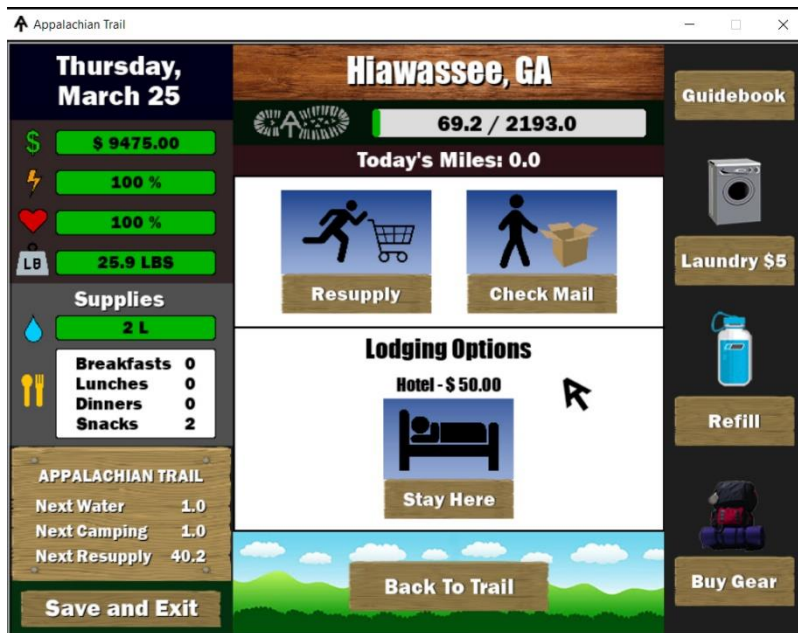 Appalachian Trail
Thursday,
March 25
$ 9475.00
100 %
100 %
LB
25.9 LBS
Supplies
2 L
Breakfasts 0
Lunches 0
Dinners 0
Snacks 2
APPALACHIAN TRAIL
Next Water 1.0
Next Camping 1.0
Next Resupply 40.2
Save and Exit
Hiawassee, GA
69.2 / 2193.0
Today's Miles: 0.0
Resupply
Check Mail
Lodging Options
Hotel - $ 50.00
Stay Here
Back To Trail
Guidebook
Laundry $5
Refill
Buy Gear